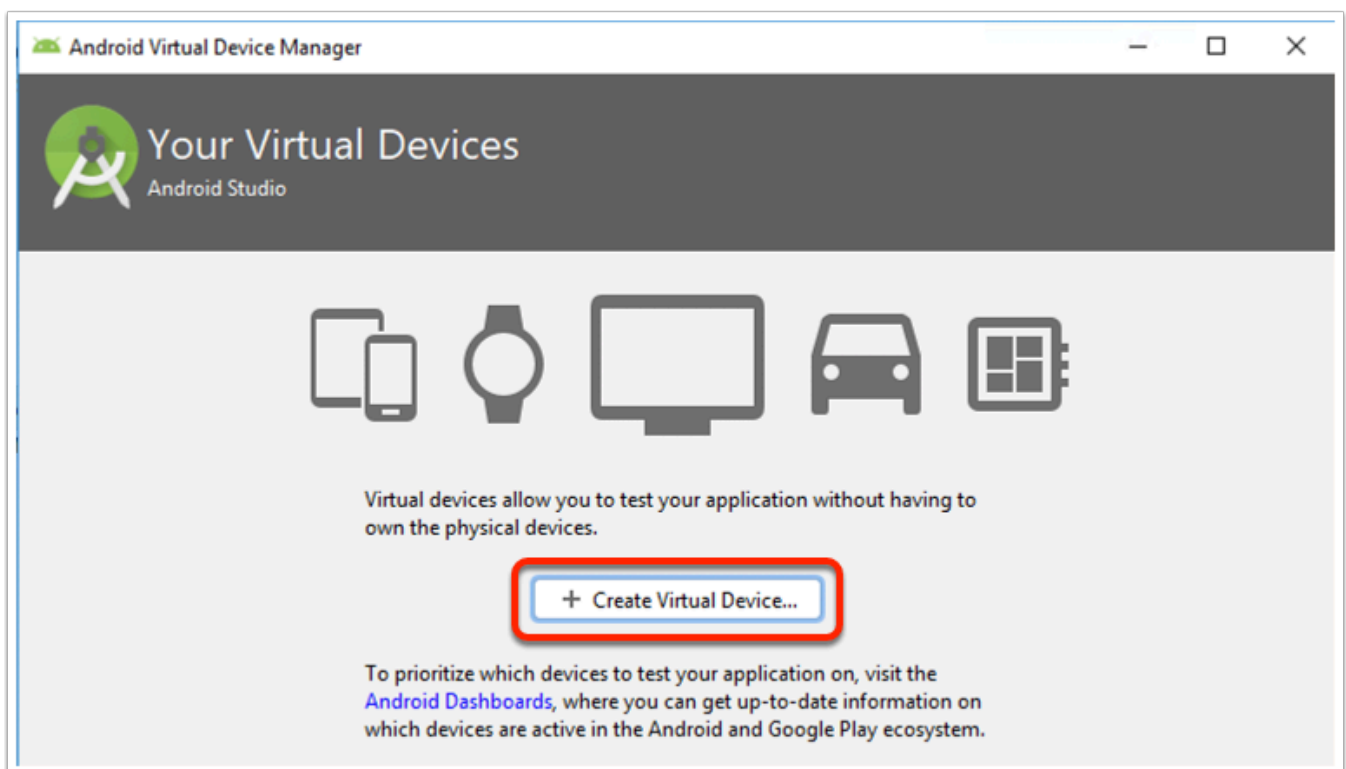 Android Virtual Device Manager
Your Virtual Devices
Android Studio
Virtual devices allow you to test your application without having to
own the physical devices.
+ Create Virtual Device...
To prioritize which devices to test your application on, visit the
Android Dashboards, where you can get up-to-date information on
which devices are active in the Android and Google Play ecosystem.